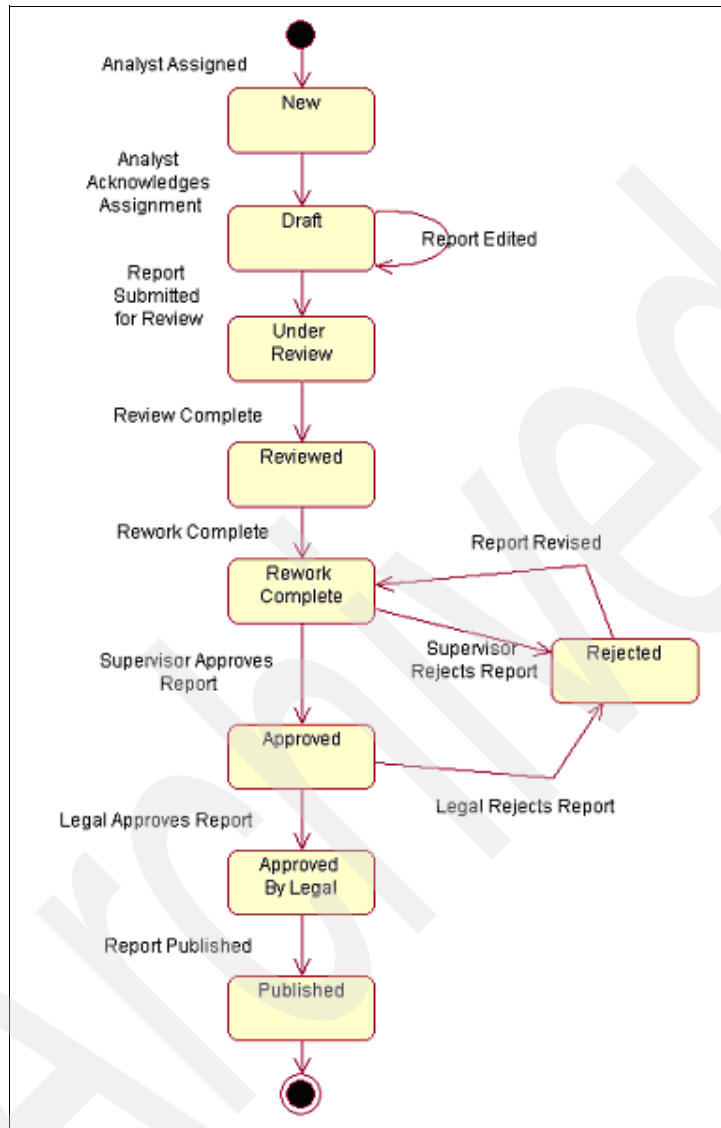 Analyst Assigned
New
Analyst
Acknowledges
Assignment
Draft
Report Edited
Report
Submitted
for Review
Under
Review
Review Complete
Reviewed
Rework Complete
Report Revised
Rework
Complete
Supervisor
Rejects Report
Rejected
Supervisor Approves
Report
Approved
Legal Rejects Report
Legal Approves Report
Approved
By Legal
Report Published
Published
Archived